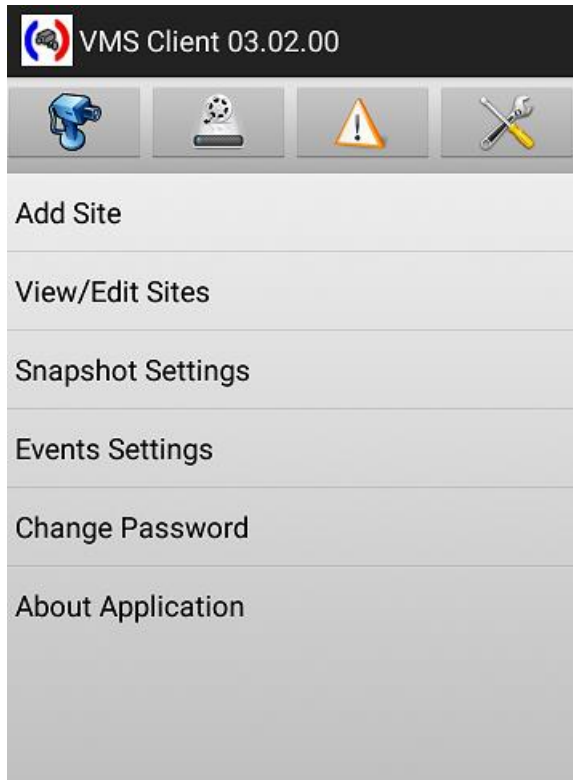 VMS Client 03.02.00
Add Site
View/Edit Sites
Snapshot Settings
Events Settings
Change Password
About Application